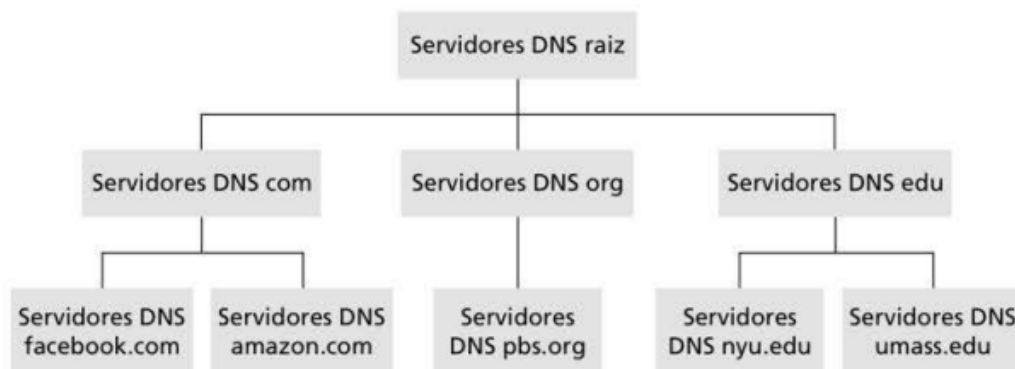 Servidores DNS raiz
Servidores DNS com
Servidores DNS org
Servidores DNS edu
Servidores DNS
facebook.com
Servidores DNS
amazon.com
Servidores
DNS pbs.org
Servidores
DNS nyu.edu
Servidores DNS
umass.edu